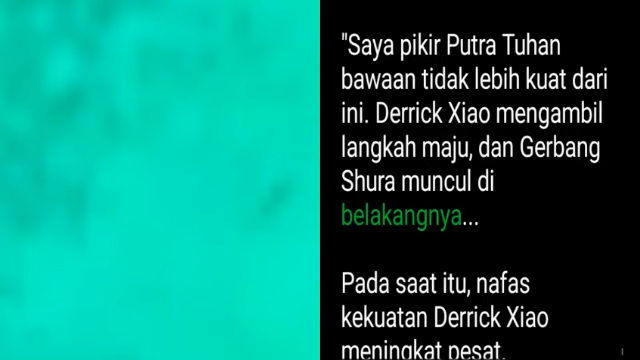 "Saya pikir Putra Tuhan
bawaan tidak lebih kuat dari
ini. Derrick Xiao mengambil
langkah maju, dan Gerbang
Shura muncul di
belakangnya...
Pada saat itu, nafas
kekuatan Derrick Xiao
meningkat pesat.